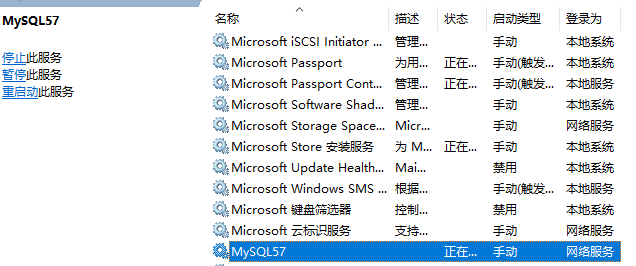 MySQL57
停止此服务
暂停此服务
重启动此服务
名称 描述 状态 启动类型 登录为
Microsoft iSCSI Initiator ... 管理... 手动 本地系统
Microsoft Passport 为用... 正在... 手动(触发... 本地系统
Microsoft Passport Cont... 管理... 正在... 手动(触发... 本地服务
Microsoft Software Shad... 管理... 手动 本地系统
Microsoft Storage Space... Micr... 手动 网络服务
Microsoft Store 安装服务 为 M... 正在... 手动 本地系统
Microsoft Update Health... Mai... 禁用 本地系统
Microsoft Windows SMS ... 根据... 手动(触发... 本地服务
Microsoft 键盘筛选器 控制... 禁用 本地系统
Microsoft 云标识服务 支持... 手动 网络服务
MySQL57 正在... 手动 网络服务